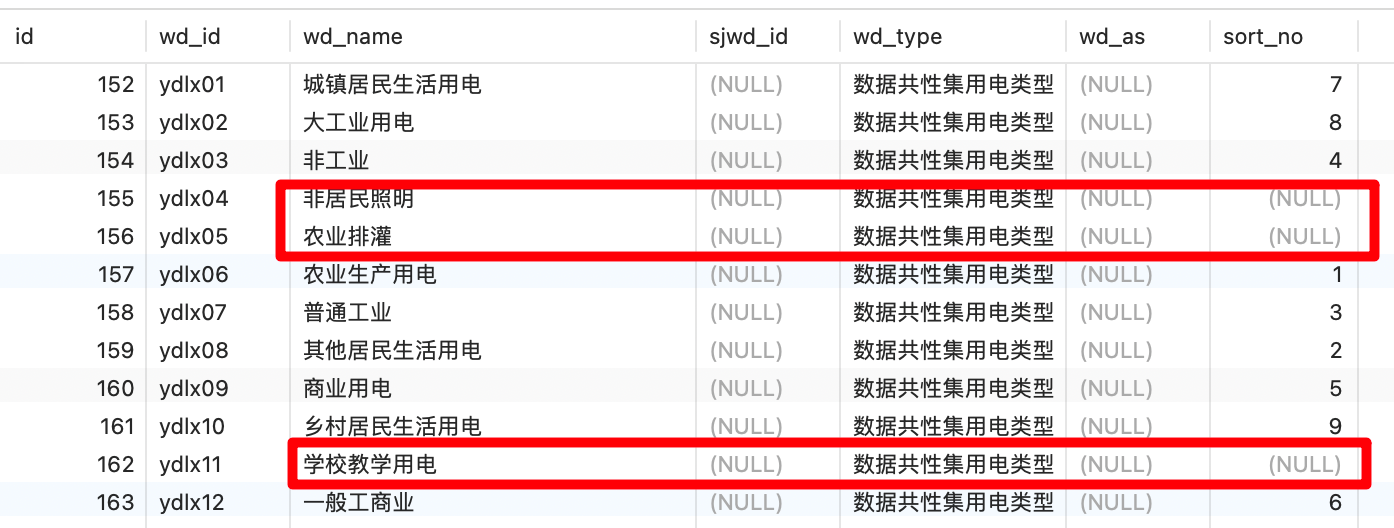 id wd_id wd_name sjwd_id wd_type wd_as sort_no
152 ydlx01 城镇居民生活用电 (NULL) 数据共性集用电类型 (NULL) 7
153 ydlx02 大工业用电 (NULL) 数据共性集用电类型 (NULL) 8
154 ydlx03 非工业 (NULL) 数据共性集用电类型 (NULL) 4
155 ydlx04 非居民照明 (NULL) 数据共性集用电类型 (NULL) (NULL)
156 ydlx05 农业排灌 (NULL) 数据共性集用电类型 (NULL) (NULL)
157 ydlx06 农业生产用电 (NULL) 数据共性集用电类型 (NULL) 1
158 ydlx07 普通工业 (NULL) 数据共性集用电类型 (NULL) 3
159 ydlx08 其他居民生活用电 (NULL) 数据共性集用电类型 (NULL) 2
160 ydlx09 商业用电 (NULL) 数据共性集用电类型 (NULL) 5
161 ydlx10 乡村居民生活用电 (NULL) 数据共性集用电类型 (NULL) 9
162 ydlx11 学校教学用电 (NULL) 数据共性集用电类型 (NULL) (NULL)
163 ydlx12 一般工商业 (NULL) 数据共性集用电类型 (NULL) 6